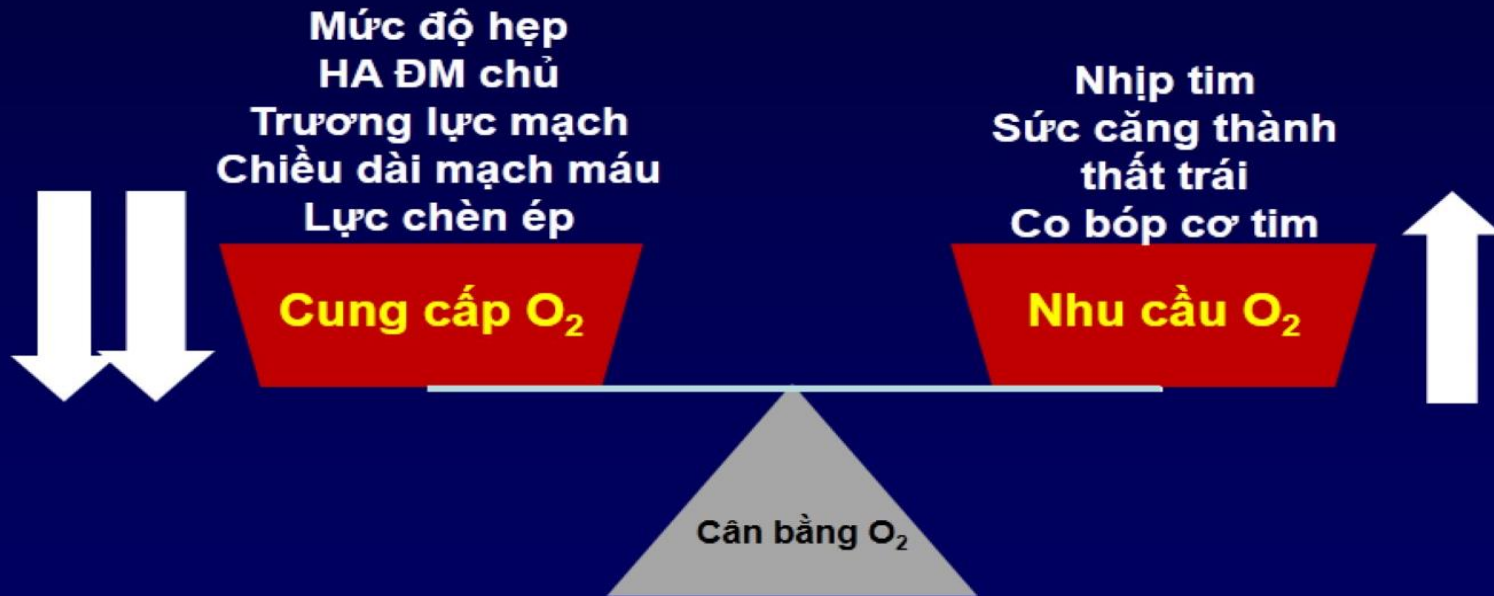 Mức độ hẹp
HA ĐM chủ
Trương lực mạch
Chiều dài mạch máu
Lực chèn ép
Cung cấp O₂
Nhịp tim
Sức căng thành
thất trái
Co bóp cơ tim
Nhu cầu O₂
Cân bằng O₂